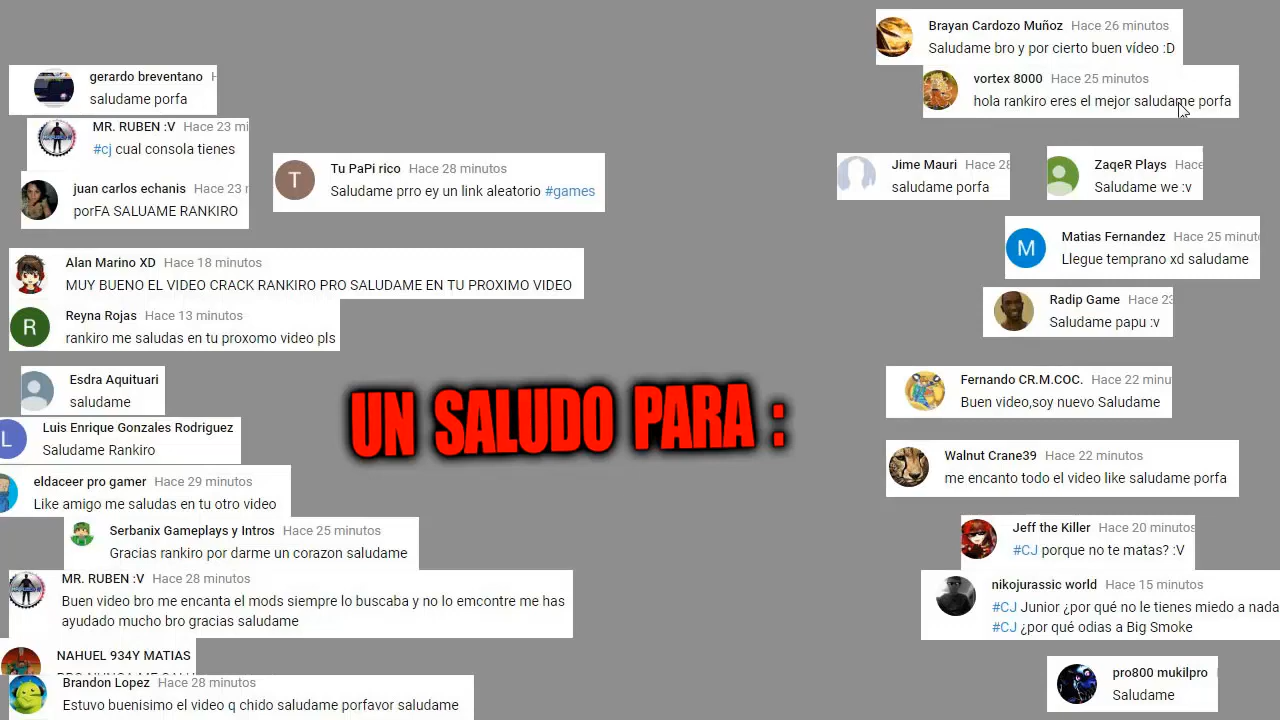 gerardo breventano
saludame porfa
MR. RUBEN :V Hace 23 mi
#cj cual consola tienes
juan carlos echanis Hace 23
porFA SALUAME RANKIRO
Tu PaPi rico Hace 28 minutos
Saludame prro ey un link aleatorio #games
Alan Marino XD Hace 18 minutos
MUY BUENO EL VIDEO CRACK RANKIRO PRO SALUDAME EN TU PROXIMO VIDEO
Reyna Rojas Hace 13 minutos
R
rankiro me saludas en tu proxomo video pls
Esdra Aquituari
saludame
Luis Enrique Gonzales Rodriguez
L
Saludame Rankiro
eldaceer pro gamer Hace 29 minutos
Like amigo me saludas en tu otro video
Serbanix Gameplays y Intros Hace 25 minutos
Gracias rankiro por darme un corazon saludame
MR. RUBEN :V Hace 28 minutos
Buen video bro me encanta el mods siempre lo buscaba y no lo emcontre me has
ayudado mucho bro gracias saludame
NAHUEL 934Y MATIAS
Brandon Lopez Hace 28 minutos
Estuvo buenisimo el video q chido saludame porfavor saludame
T
UN SALUDO PARA :
Brayan Cardozo Muñoz Hace 26 minutos
Saludame bro y por cierto buen vídeo :D
vortex 8000 Hace 25 minutos
hola rankiro eres el mejor saludame porfa
Jime Mauri Hace 28
saludame porfa
ZaqeR Plays Hace
Saludame we :v
Matias Fernandez Hace 25 minut
M
Llegue temprano xd saludame
Radip Game Hace 23
Saludame papu :v
Fernando CR.M.COC. Hace 22 minu
Buen video,soy nuevo Saludame
Walnut Crane39 Hace 22 minutos
me encanto todo el video like saludame porfa
Jeff the Killer Hace 20 minutos
#CJ porque no te matas? :V
nikojurassic world Hace 15 minutos
#CJ Junior ¿por qué no le tienes miedo a nada
#CJ ¿por qué odias a Big Smoke
pro800 mukilpro
Saludame